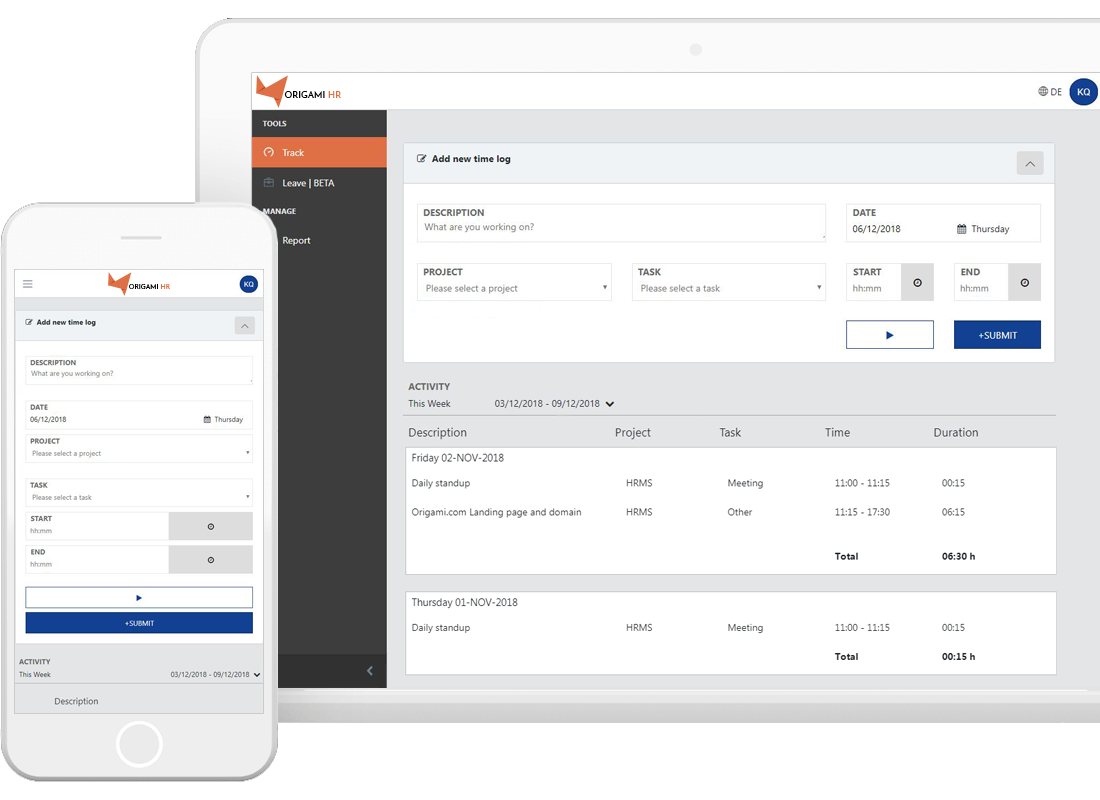 ORIGAMI HR
DE KQ
TOOLS
Track
Leave | BETA
MANAGE
Report
Add new time log
DESCRIPTION
What are you working on?
DATE
06/12/2018 Thursday
PROJECT
Please select a project
TASK
Please select a task
START
hh:mm
END
hh:mm
+SUBMIT
ACTIVITY
This Week 03/12/2018 - 09/12/2018
Description Project Task Time Duration
Friday 02-NOV-2018
Daily standup HRMS Meeting 11:00 - 11:15 00:15
Origami.com Landing page and domain HRMS Other 11:15 - 17:30 06:15
Total 06:30 h
Thursday 01-NOV-2018
Daily standup HRMS Meeting 11:00 - 11:15 00:15
Total 00:15 h
ORIGAMI HR KQ
Add new time log
DESCRIPTION
What are you working on?
DATE
06/12/2018 Thursday
PROJECT
Please select a project
TASK
Please select a task
START
hh:mm
END
hh:mm
+SUBMIT
ACTIVITY
This Week 03/12/2018 - 09/12/2018
Description